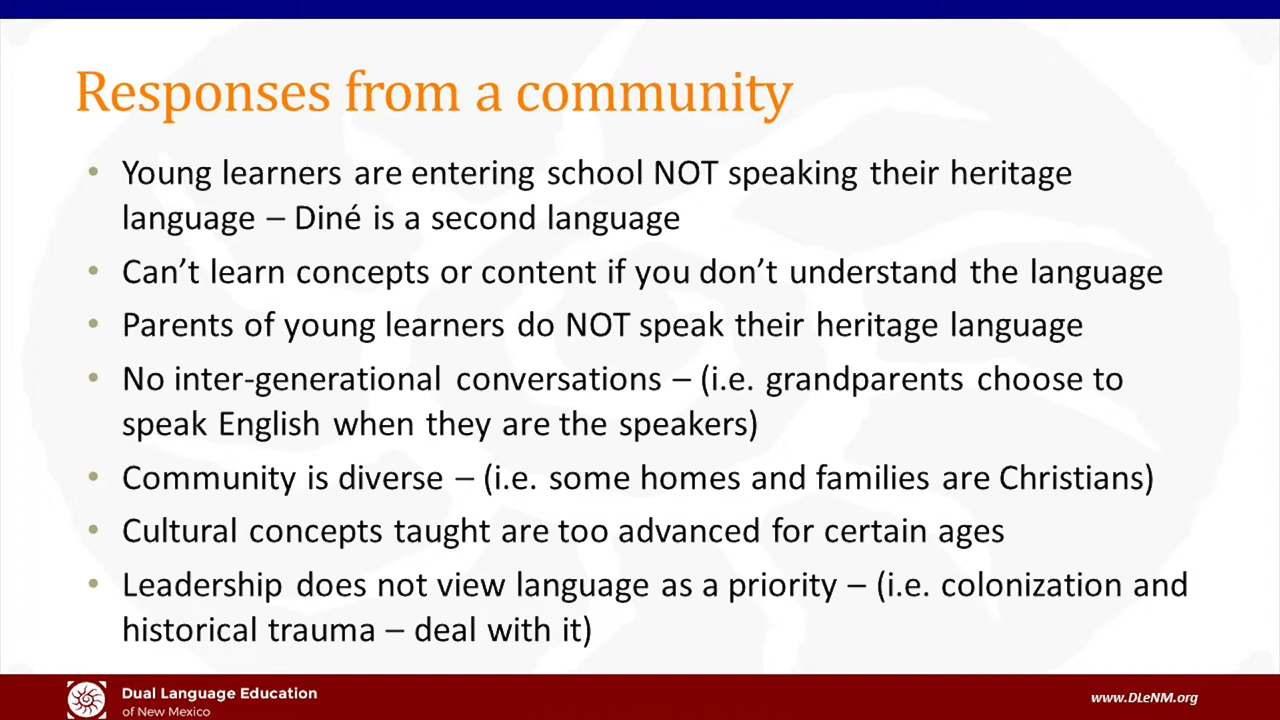 Responses from a community
• Young learners are entering school NOT speaking their heritage
language – Diné is a second language
• Can’t learn concepts or content if you don’t understand the language
• Parents of young learners do NOT speak their heritage language
• No inter-generational conversations – (i.e. grandparents choose to
speak English when they are the speakers)
• Community is diverse – (i.e. some homes and families are Christians)
• Cultural concepts taught are too advanced for certain ages
• Leadership does not view language as a priority – (i.e. colonization and
historical trauma – deal with it)
Dual Language Education
of New Mexico
www.DLeNM.org